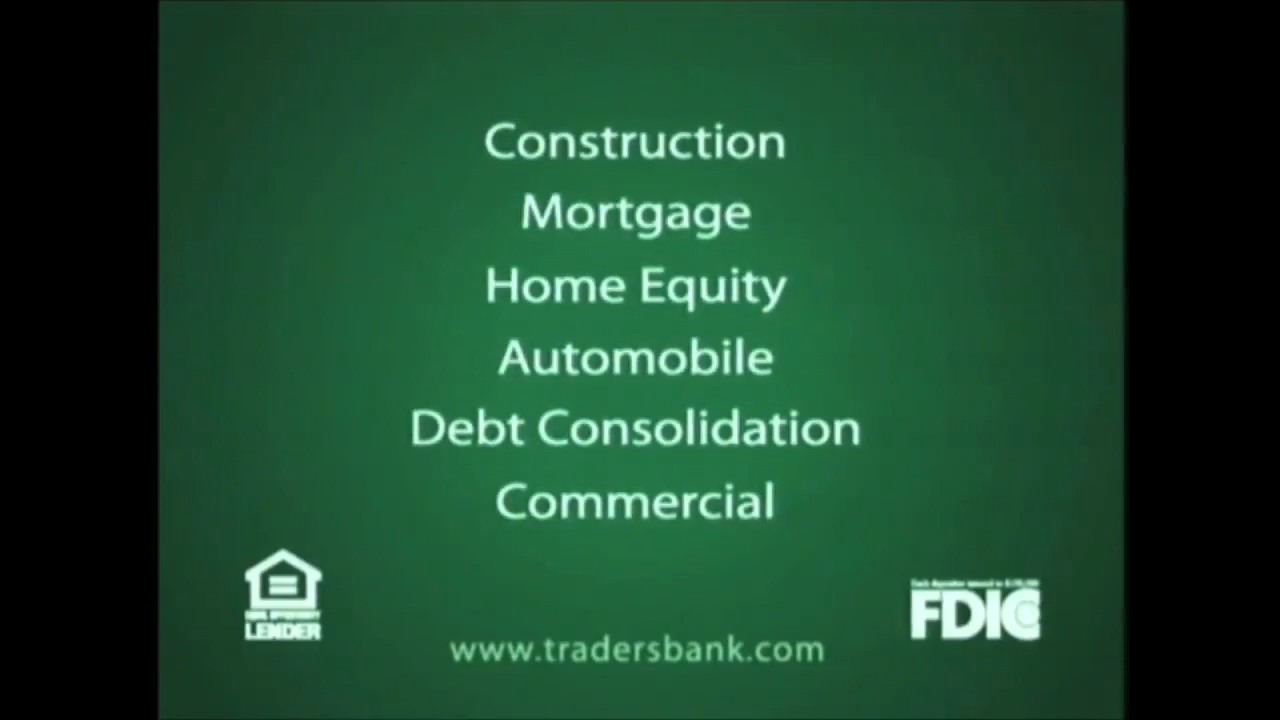 Construction
Mortgage
Home Equity
Automobile
Debt Consolidation
Commercial
LENDER
FDIC
www.tradersbank.com